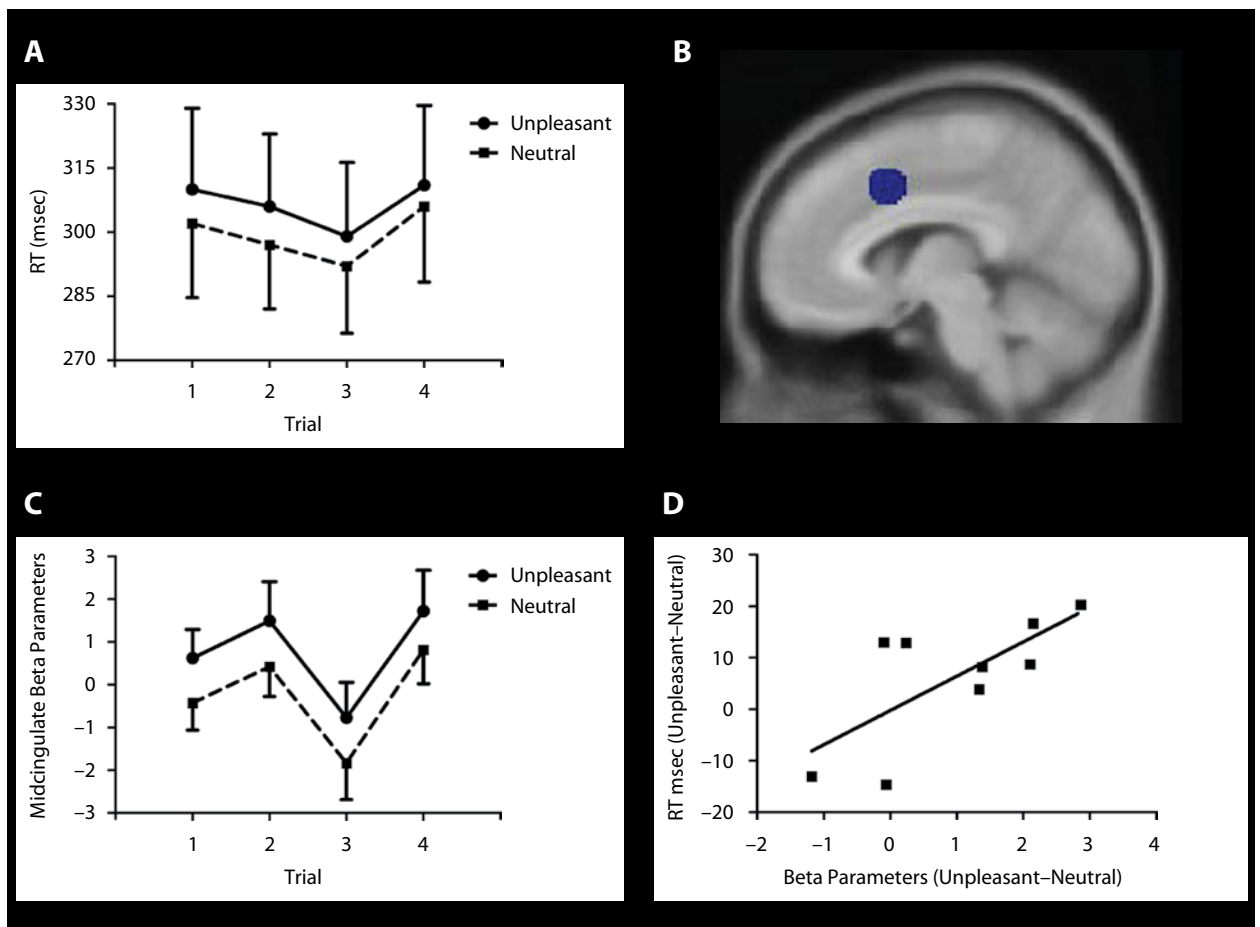 A
RT (msec)
330
315
300
285
270
1 2 3 4
Trial
Unpleasant
Neutral
B
C
Midcingulate Beta Parameters
3
2
1
0
–1
–2
–3
1 2 3 4
Trial
Unpleasant
Neutral
D
RT msec (Unpleasant–Neutral)
30
20
10
0
–10
–20
–2 –1 0 1 2 3 4
Beta Parameters (Unpleasant–Neutral)